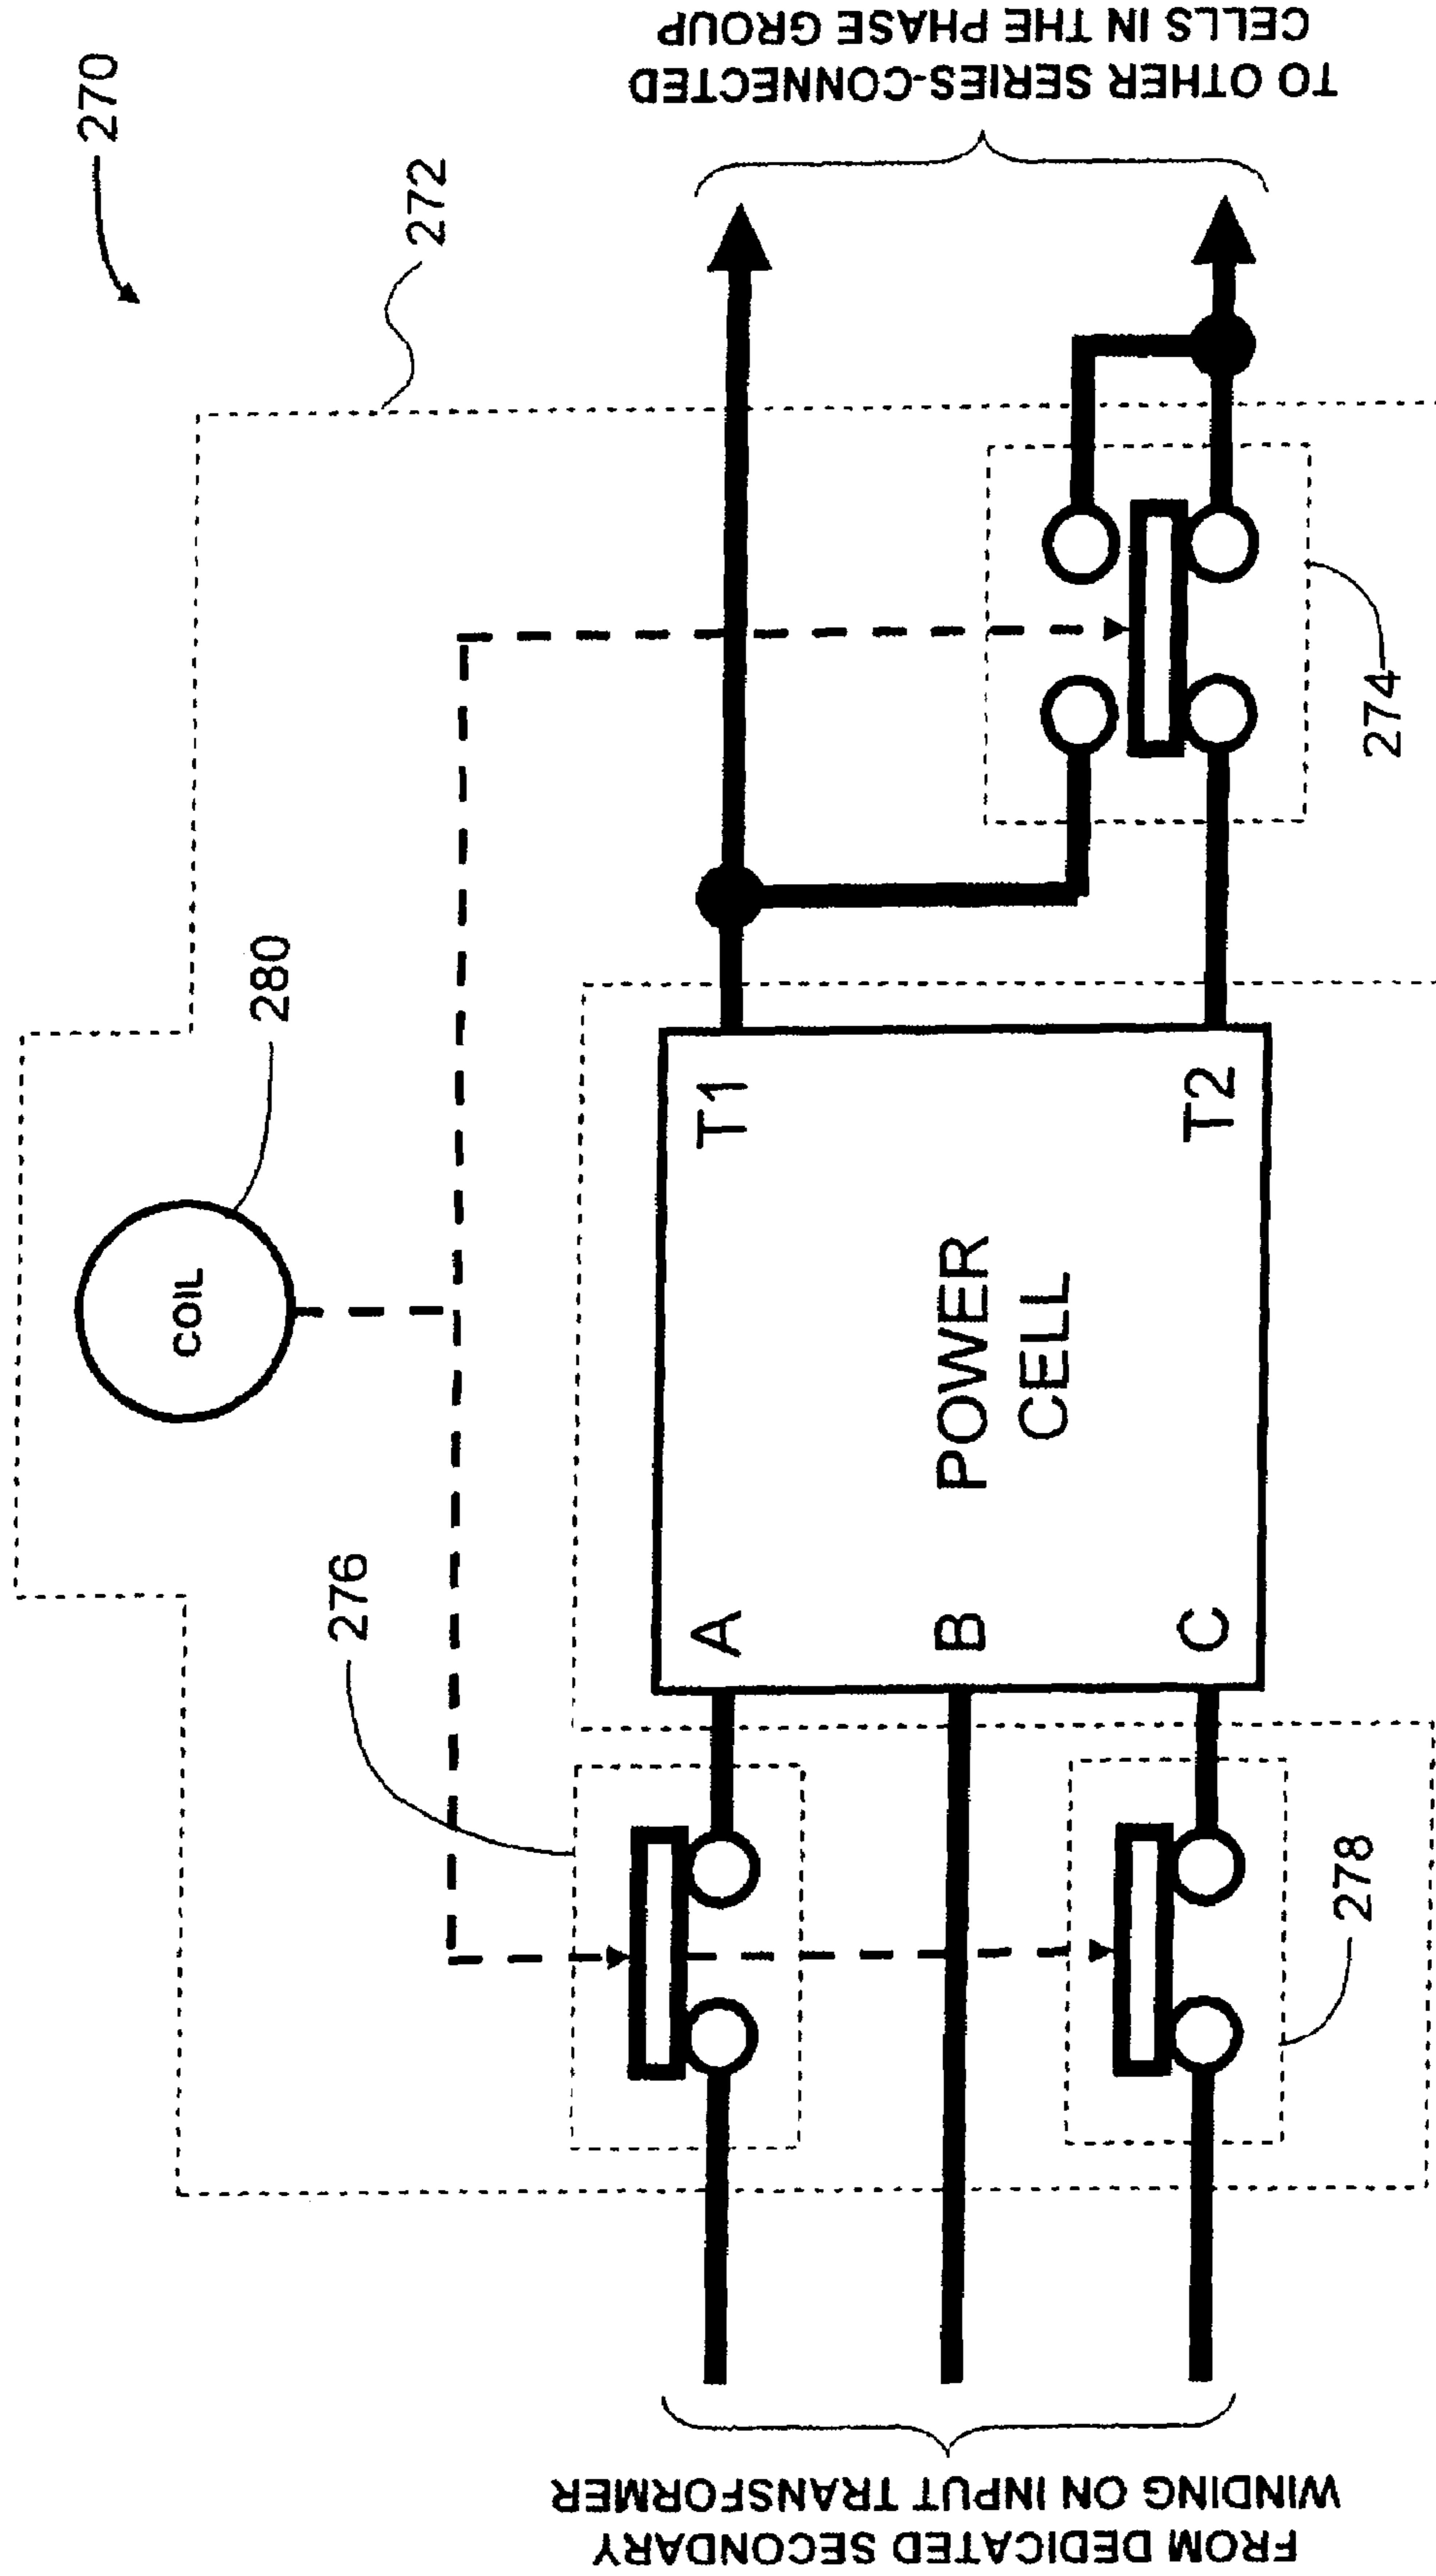 270
272
280
COIL
276
A
B
C
POWER
CELL
T1
T2
274
278
FROM DEDICATED SECONDARY
WINDING ON INPUT TRANSFORMER
TO OTHER SERIES-CONNECTED
CELLS IN THE PHASE GROUP